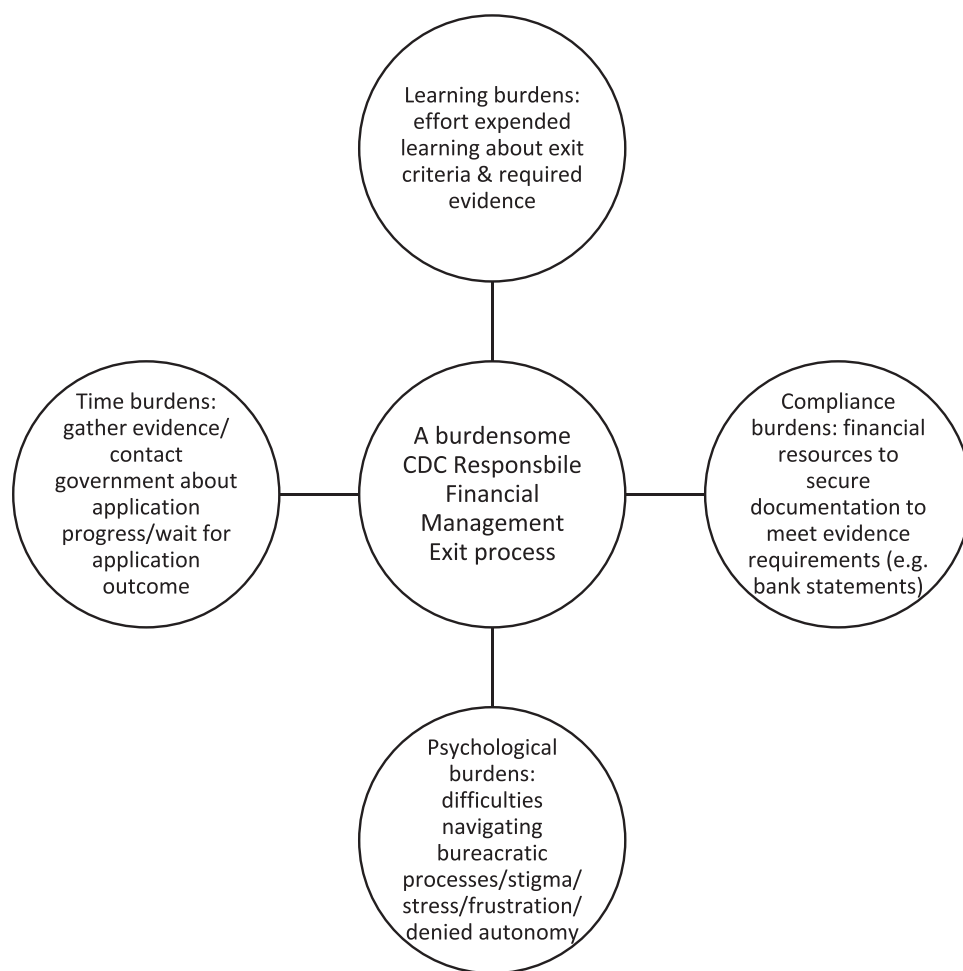 Learning burdens:
effort expended
learning about exit
criteria & required
evidence
Time burdens:
gather evidence/
contact
government about
application
progress/wait for
application
outcome
A burdensome
CDC Responsbile
Financial
Management
Exit process
Compliance
burdens: financial
resources to
secure
documentation to
meet evidence
requirements (e.g.
bank statements)
Psychological
burdens:
difficulties
navigating
bureacratic
processes/stigma/
stress/frustration/
denied autonomy